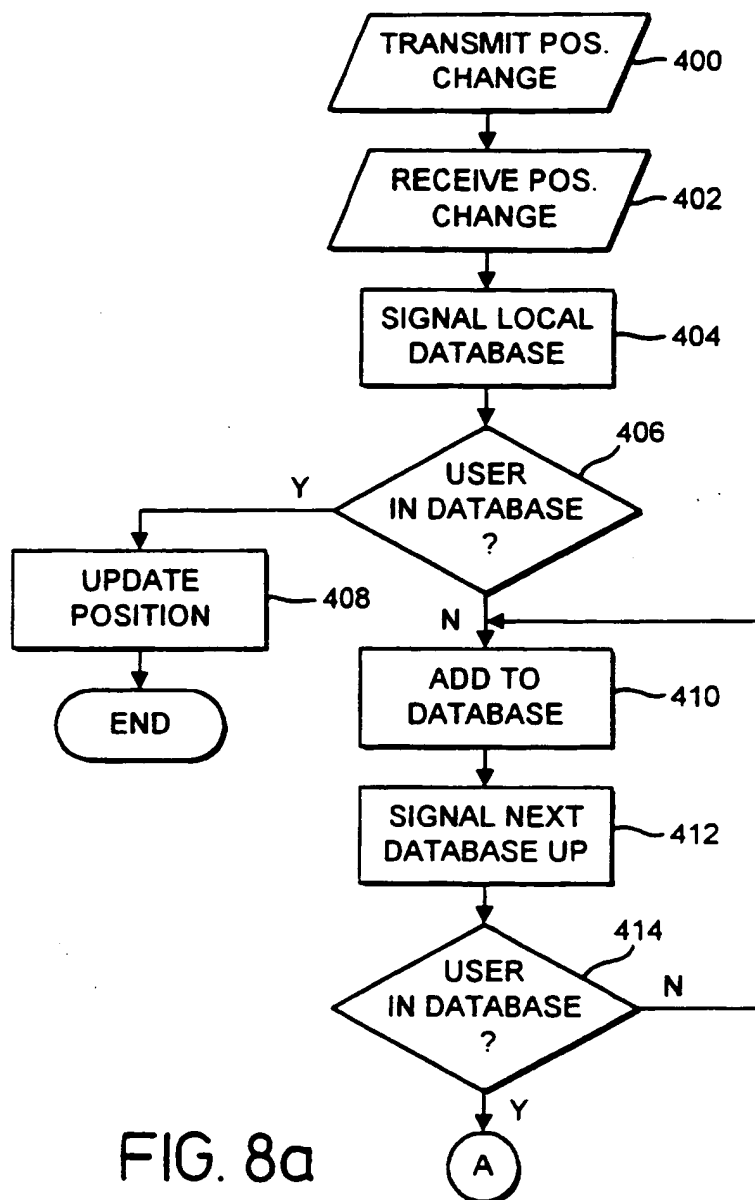 TRANSMIT POS.
CHANGE
400
RECEIVE POS.
CHANGE
402
SIGNAL LOCAL
DATABASE
404
406
USER
IN DATABASE
?
Y
UPDATE
POSITION
408
END
N
ADD TO
DATABASE
410
SIGNAL NEXT
DATABASE UP
412
414
USER
IN DATABASE
?
N
Y
A
FIG. 8a